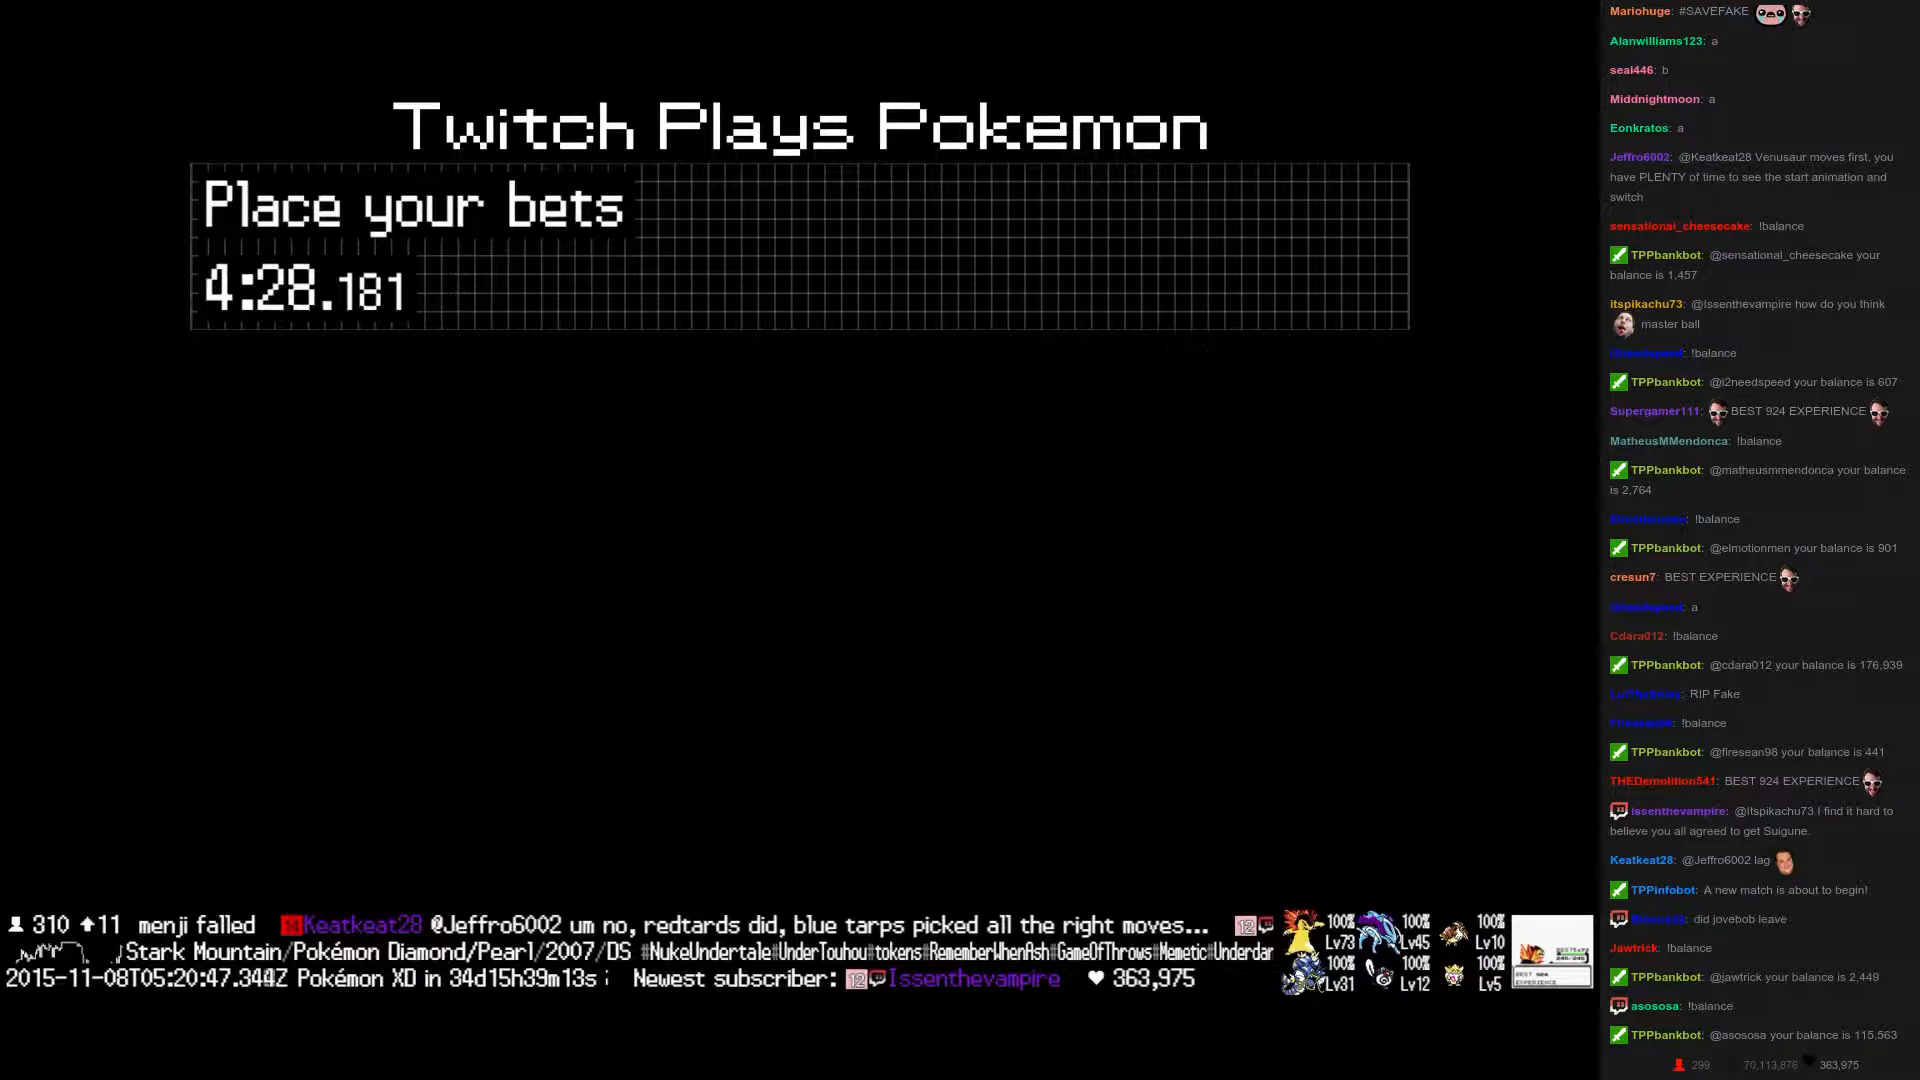 Twitch Plays Pokemon
Place your bets
4:28.181
310 11 menji falled Keatkeat28 @Jeffro6002 um no, redtards did, blue tarps picked all the right moves... 12
♪Stark Mountain/Pokémon Diamond/Pearl/2007/DS #NukeUndertale#UnderTouhou#tokens#RememberWhenAsh#GameOfThrows#Memetic#Underdar
Pokémon XD in 34d15h39m13s Newest subscriber: 12 Issenthevampire ♥ 363,975
100% Lv73 100% Lv45 100% Lv10
100% Lv31 100% Lv12 100% Lv5
BEST 924
EXPERIENCE
Mariohuge: #SAVEFAKE
Alanwilliams123: a
seal446: b
Middnightmoon: a
Eonkratos: a
Jeffro6002: @Keatkeat28 Venusaur moves first, you
have PLENTY of time to see the start animation and
switch
sensational_cheesecake: !balance
TPPbankbot: @sensational_cheesecake your
balance is 1,457
itspikachu73: @Issenthevampire how do you think
master ball
!balance
TPPbankbot: @i2needspeed your balance is 607
Supergamer111: BEST 924 EXPERIENCE
MatheusMMendonca: !balance
TPPbankbot: @matheusmmendonca your balance
is 2,764
!balance
TPPbankbot: @elmotionmen your balance is 901
cresun7: BEST EXPERIENCE
a
Cdara012: !balance
TPPbankbot: @cdara012 your balance is 176,939
RIP Fake
!balance
TPPbankbot: @firesean98 your balance is 441
THEDemolition541: BEST 924 EXPERIENCE
issenthevampire: @Itspikachu73 I find it hard to
believe you all agreed to get Suigune.
Keatkeat28: @Jeffro6002 lag
TPPinfobot: A new match is about to begin!
did jovebob leave
Jawtrick: !balance
TPPbankbot: @jawtrick your balance is 2,449
asososa: !balance
TPPbankbot: @asososa your balance is 115,563
299 70,113,876 363,975